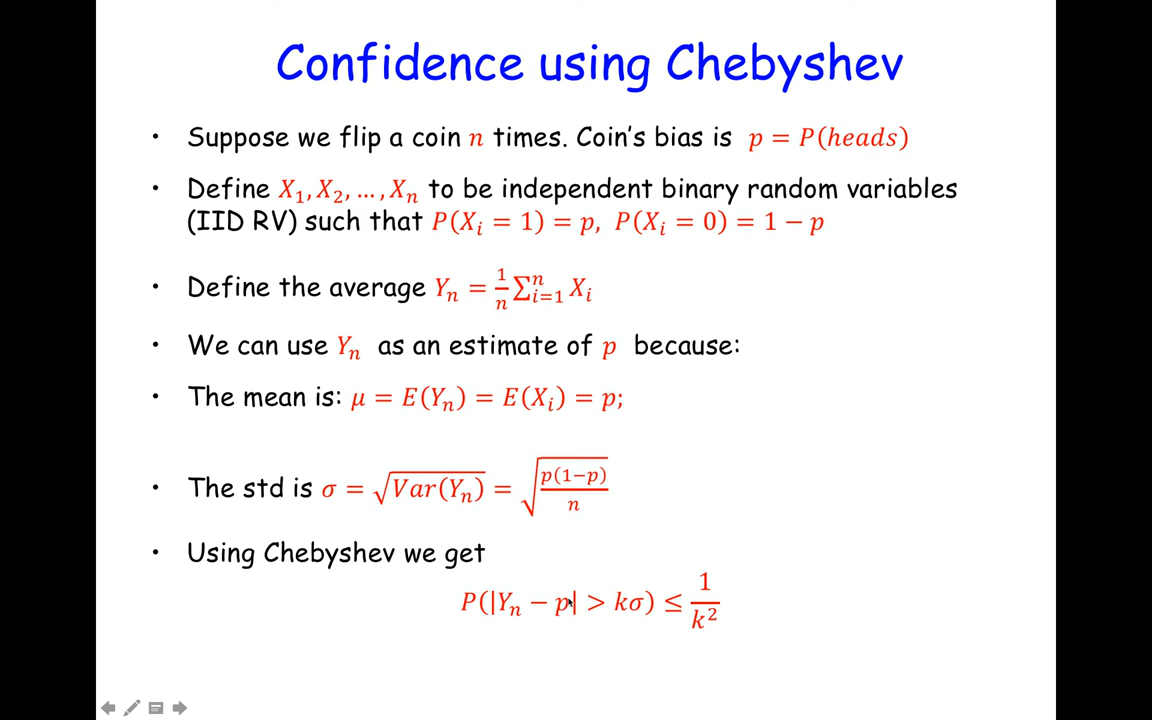 Confidence using Chebyshev
• Suppose we flip a coin n times. Coin's bias is p = P(heads)
• Define X₁, X₂, … , Xₙ to be independent binary random variables
(IID RV) such that P(Xᵢ = 1) = p, P(Xᵢ = 0) = 1 − p
• Define the average Yₙ = 1/n ∑ⁿᵢ₌₁ Xᵢ
• We can use Yₙ as an estimate of p because:
• The mean is: μ = E(Yₙ) = E(Xᵢ) = p;
• The std is σ = √Var(Yₙ) = √(p(1−p)/n)
• Using Chebyshev we get
P(|Yₙ − p| > kσ) ≤ 1/k²